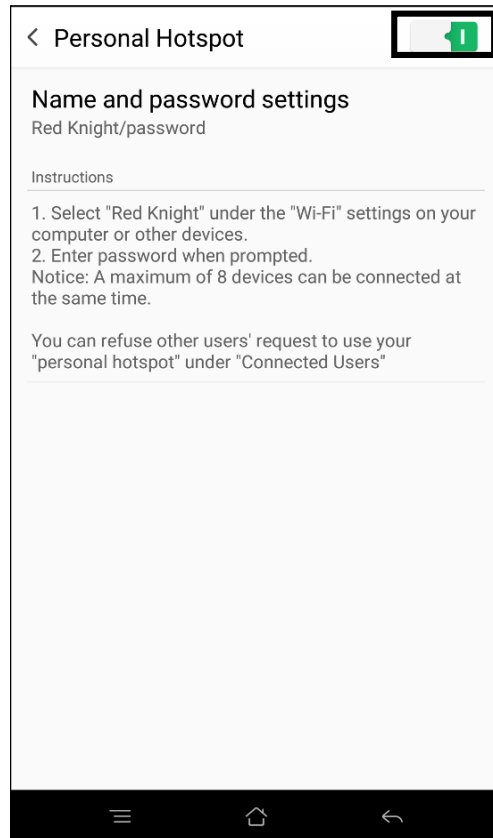 Personal Hotspot
Name and password settings
Red Knight/password
Instructions
1. Select "Red Knight" under the "Wi-Fi" settings on your
computer or other devices.
2. Enter password when prompted.
Notice: A maximum of 8 devices can be connected at
the same time.
You can refuse other users' request to use your
"personal hotspot" under "Connected Users"